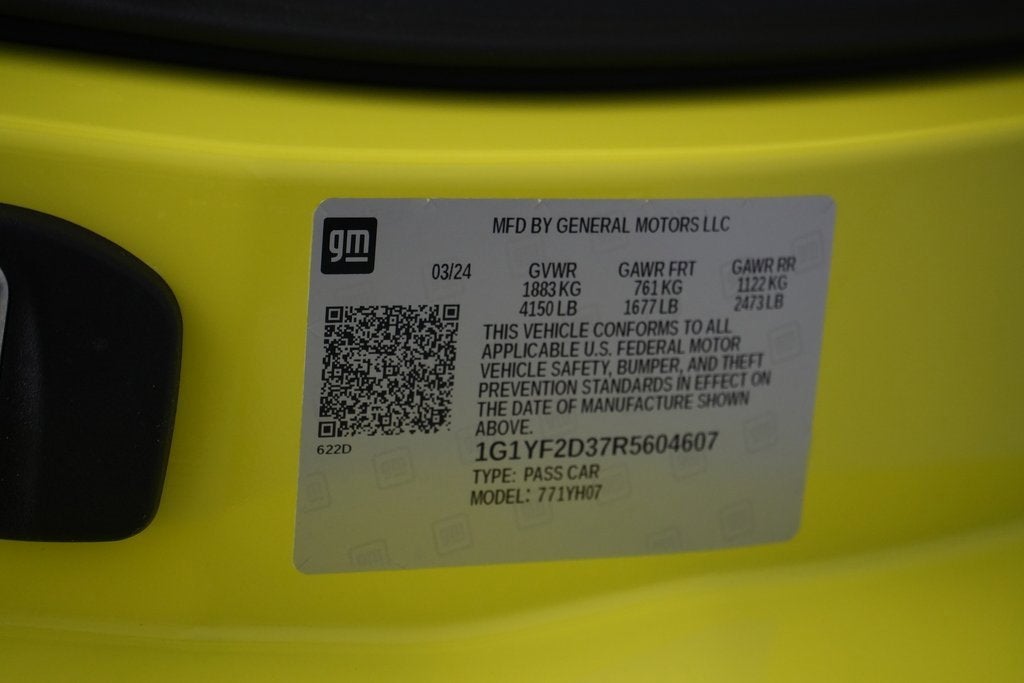 gm
MFD BY GENERAL MOTORS LLC
03/24 GVWR GAWR FRT GAWR RR
1883 KG 761 KG 1122 KG
4150 LB 1677 LB 2473 LB
THIS VEHICLE CONFORMS TO ALL
APPLICABLE U.S. FEDERAL MOTOR
VEHICLE SAFETY, BUMPER, AND THEFT
PREVENTION STANDARDS IN EFFECT ON
THE DATE OF MANUFACTURE SHOWN
ABOVE.
622D
1G1YF2D37R5604607
TYPE: PASS CAR
MODEL: 771YH07